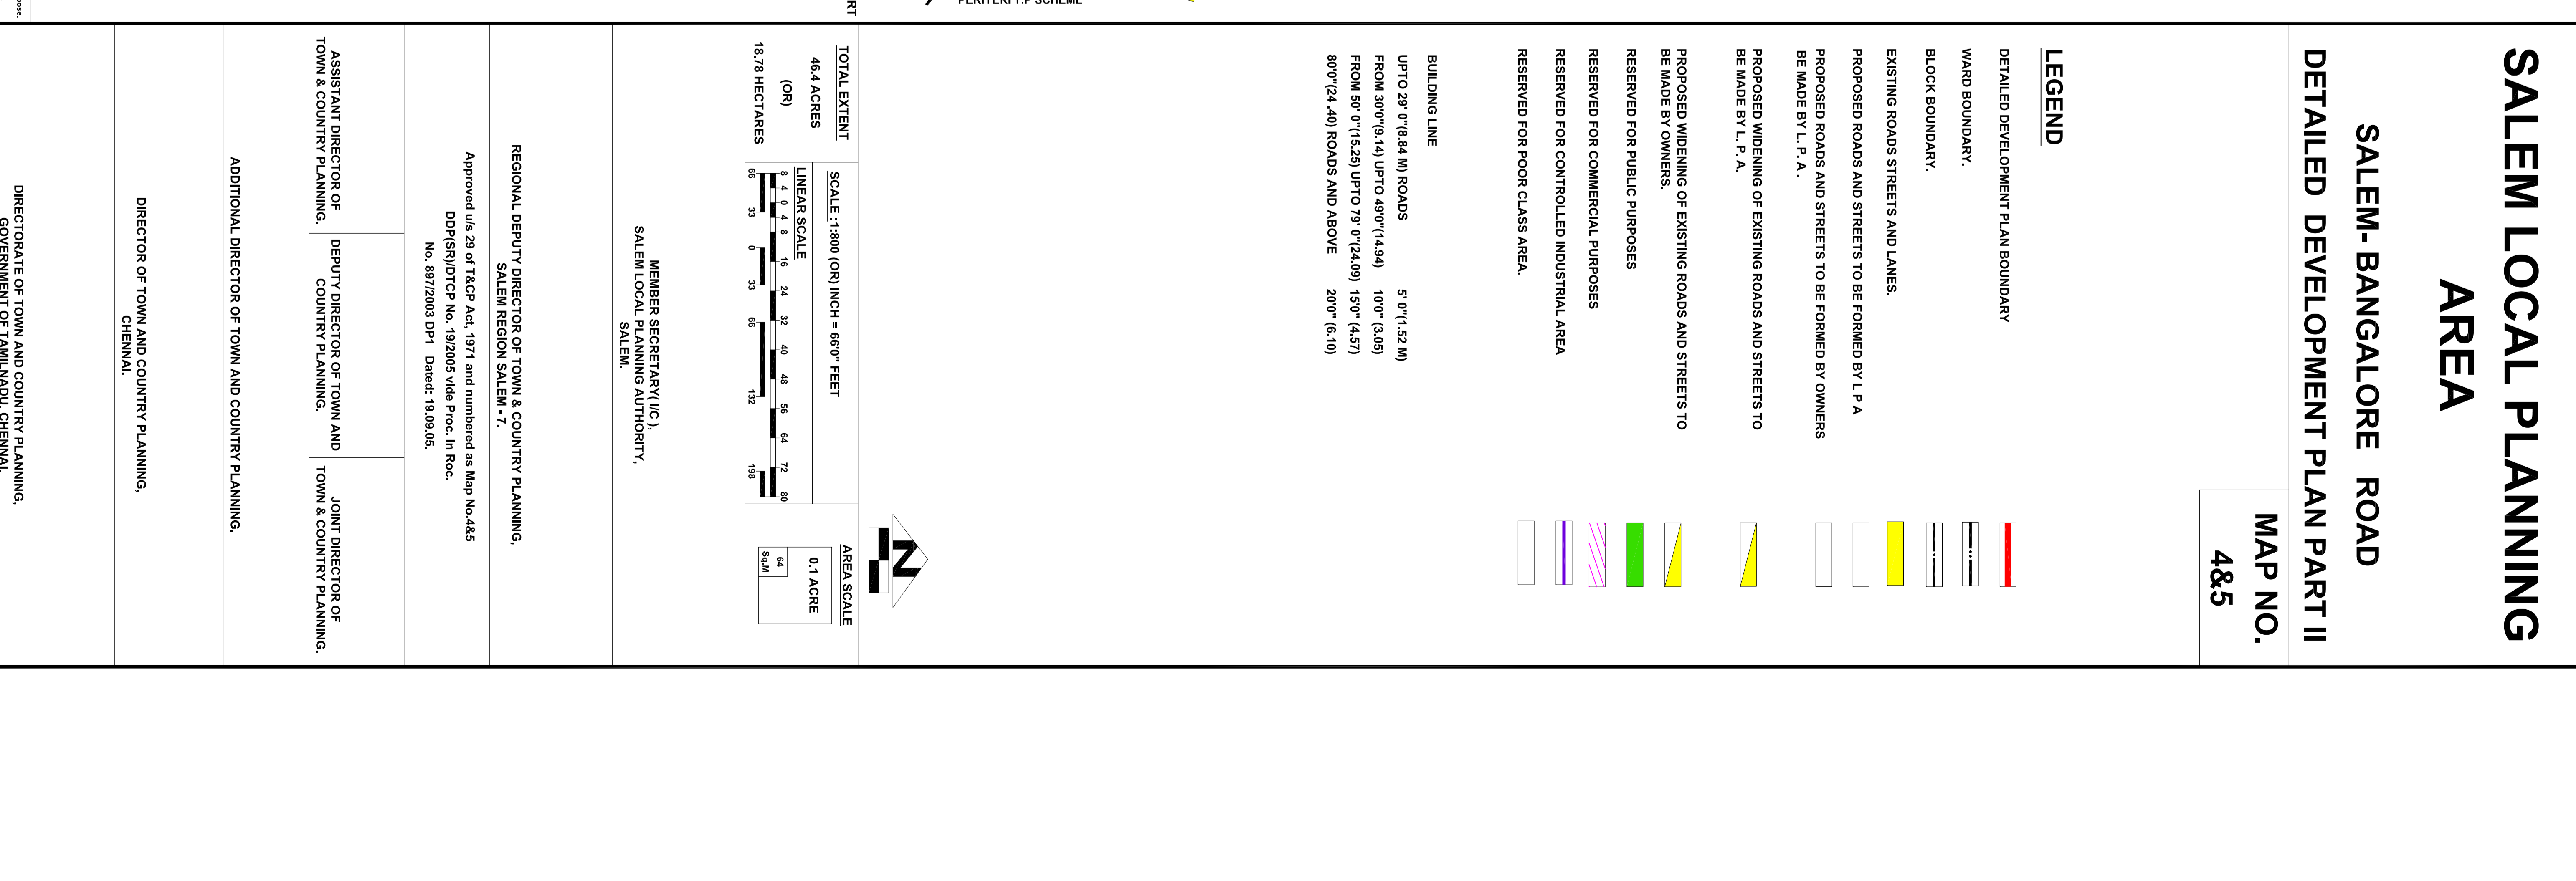 SALEM LOCAL PLANNING
AREA
SALEM- BANGALORE ROAD
DETAILED DEVELOPMENT PLAN PART II
MAP NO.
4&5
LEGEND
DETAILED DEVELOPMENT PLAN BOUNDARY
WARD BOUNDARY.
BLOCK BOUNDARY.
EXISTING ROADS STREETS AND LANES.
PROPOSED ROADS AND STREETS TO BE FORMED BY L P A
PROPOSED ROADS AND STREETS TO BE FORMED BY OWNERS
BE MADE BY L. P. A .
PROPOSED WIDENING OF EXISTING ROADS AND STREETS TO
BE MADE BY L. P. A.
PROPOSED WIDENING OF EXISTING ROADS AND STREETS TO
BE MADE BY OWNERS.
RESERVED FOR PUBLIC PURPOSES
RESERVED FOR COMMERCIAL PURPOSES
RESERVED FOR CONTROLLED INDUSTRIAL AREA
RESERVED FOR POOR CLASS AREA.
BUILDING LINE
UPTO 29' 0"(8.84 M) ROADS 5' 0"(1.52 M)
FROM 30'0"(9.14) UPTO 49'0"(14.94) 10'0" (3.05)
FROM 50' 0"(15.25) UPTO 79' 0"(24.09) 15'0" (4.57)
80'0"(24 .40) ROADS AND ABOVE 20'0" (6.10)
N
TOTAL EXTENT
46.4 ACRES
(OR)
18.78 HECTARES
SCALE :1:800 (OR) INCH = 66'0" FEET
LINEAR SCALE
8 4 0 4 8 16 24 32 40 48 56 64 72 80
66 33 0 33 66 132 198
AREA SCALE
0.1 ACRE
64
Sq.M
MEMBER SECRETARY( I/C ),
SALEM LOCAL PLANNING AUTHORITY,
SALEM.
REGIONAL DEPUTY DIRECTOR OF TOWN & COUNTRY PLANNING,
SALEM REGION SALEM - 7.
Approved u/s 29 of T&CP Act, 1971 and numbered as Map No.4&5
DDP(SR)/DTCP No. 19/2005 vide Proc. in Roc.
No. 897/2003 DP1 Dated: 19.09.05.
ASSISTANT DIRECTOR OF
TOWN & COUNTRY PLANNING.
DEPUTY DIRECTOR OF TOWN AND
COUNTRY PLANNING.
JOINT DIRECTOR OF
TOWN & COUNTRY PLANNING.
ADDITIONAL DIRECTOR OF TOWN AND COUNTRY PLANNING.
DIRECTOR OF TOWN AND COUNTRY PLANNING,
CHENNAI.
DIRECTORATE OF TOWN AND COUNTRY PLANNING,
GOVERNMENT OF TAMILNADU, CHENNAI.
RT
PERITERI T.P SCHEME
pose.